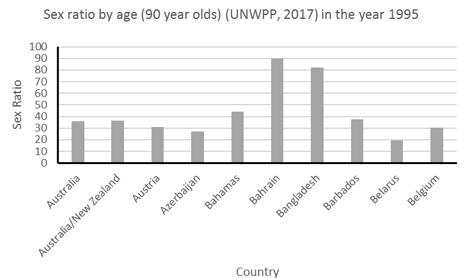 Sex ratio by age (90 year olds) (UNWPP, 2017) in the year 1995
100
90
80
70
60
50
40
30
20
10
0
Sex Ratio
Australia
Australia/New Zealand
Austria
Azerbaijan
Bahamas
Bahrain
Bangladesh
Barbados
Belarus
Belgium
Country